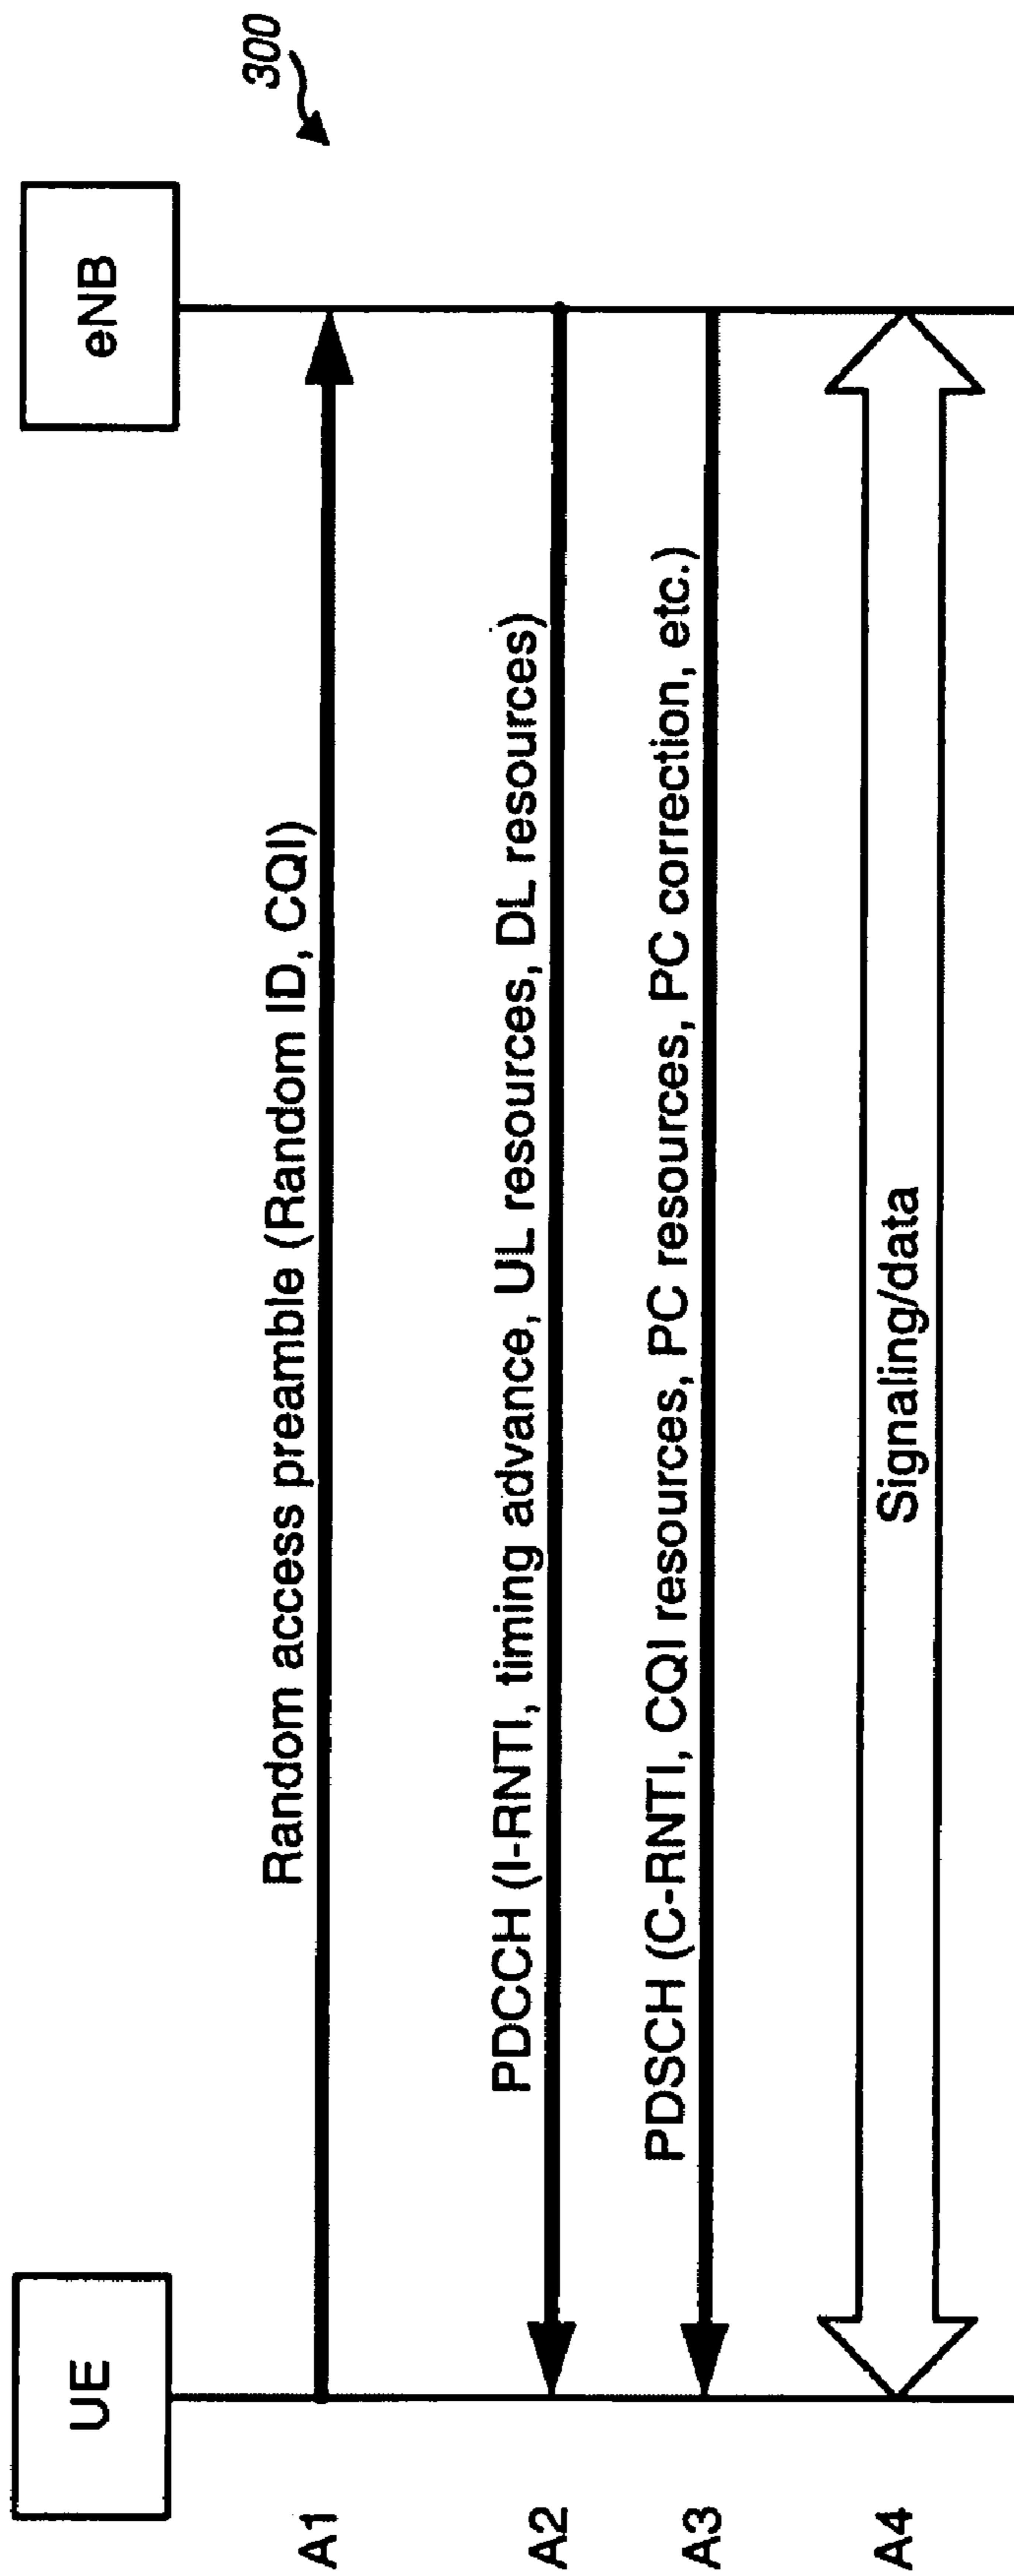 300
UE
eNB
A1
Random access preamble (Random ID, CQI)
A2
PDCCH (I-RNTI, timing advance, UL resources, DL resources)
A3
PDSCH (C-RNTI, CQI resources, PC resources, PC correction, etc.)
A4
Signaling/data